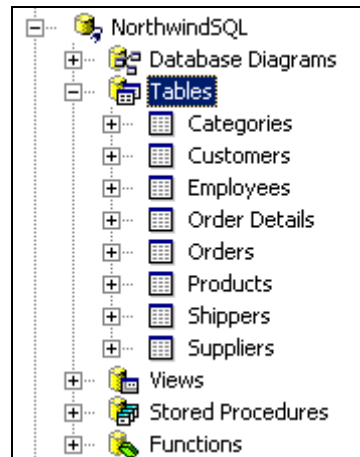 NorthwindSQL
Database Diagrams
Tables
Categories
Customers
Employees
Order Details
Orders
Products
Shippers
Suppliers
Views
Stored Procedures
Functions